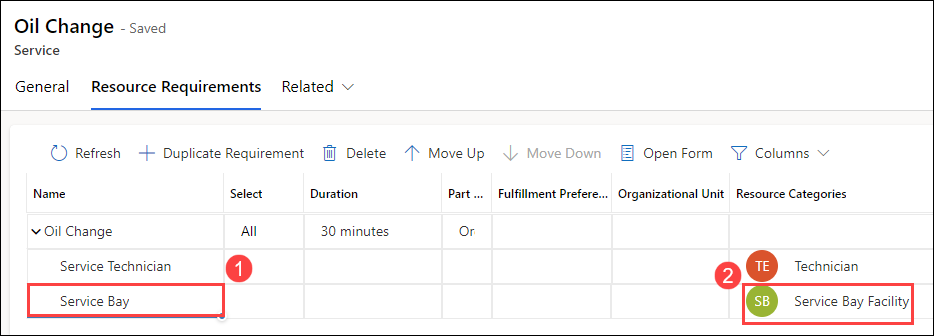 Oil Change - Saved
Service
General Resource Requirements Related
Refresh Duplicate Requirement Delete Move Up Move Down Open Form Columns
Name Select Duration Part ... Fulfillment Prefere... Organizational Unit Resource Categories
Oil Change All 30 minutes Or
Service Technician 1 TE Technician
2
Service Bay SB Service Bay Facility